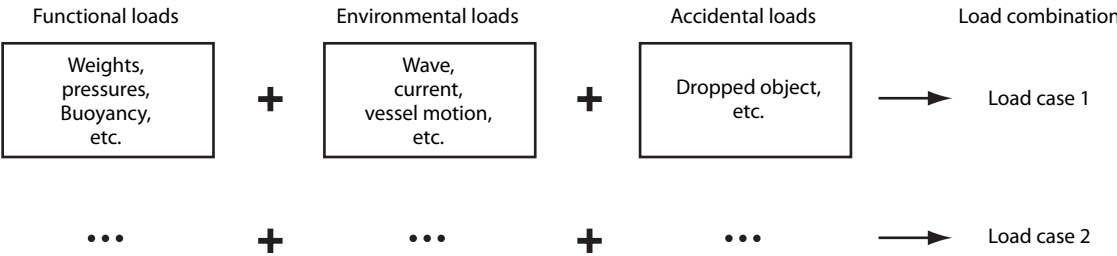 Functional loads
Environmental loads
Accidental loads
Load combination
Weights,
pressures,
Buoyancy,
etc.
+
Wave,
current,
vessel motion,
etc.
+
Dropped object,
etc.
Load case 1
•••
+
•••
+
•••
Load case 2